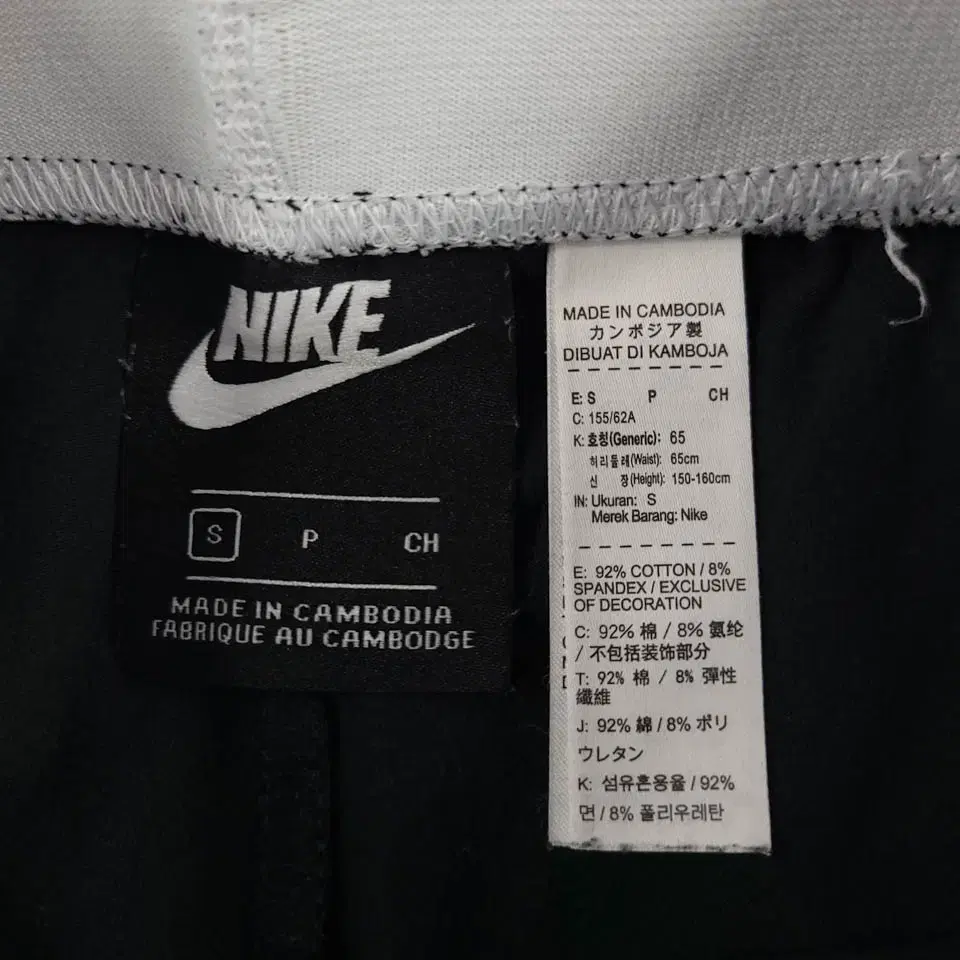 NIKE
S P CH
MADE IN CAMBODIA
FABRIQUE AU CAMBODGE
MADE IN CAMBODIA
カンボジア製
DIBUAT DI KAMBOJA
E: S P CH
C: 155/62A
K: 호칭(Generic): 65
허리둘레(Waist): 65cm
신 장(Height): 150-160cm
IN: Ukuran: S
Merek Barang: Nike
E: 92% COTTON / 8%
SPANDEX / EXCLUSIVE
OF DECORATION
C: 92% 棉 / 8% 氨纶
/ 不包括装饰部分
T: 92% 棉 / 8% 彈性
纖維
J: 92% 綿 / 8% ポリ
ウレタン
K: 섬유혼용율 / 92%
면 / 8% 폴리우레탄